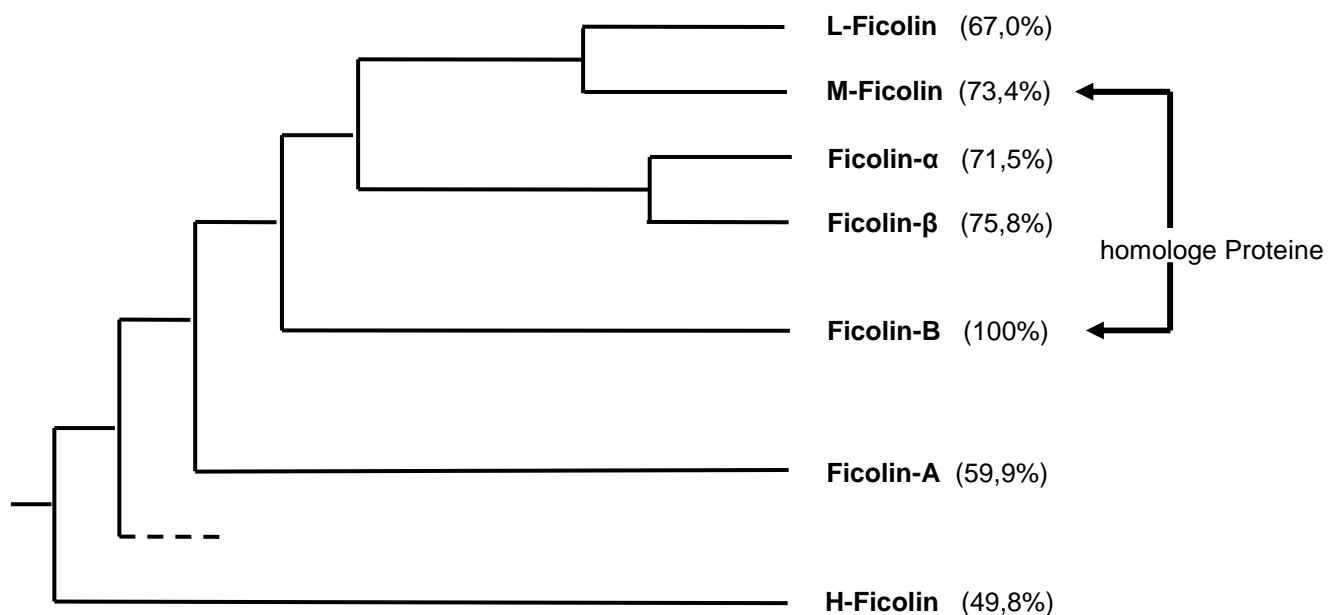 L-Ficolin (67,0%)
M-Ficolin (73,4%)
Ficolin-α (71,5%)
Ficolin-β (75,8%)
homologe Proteine
Ficolin-B (100%)
Ficolin-A (59,9%)
H-Ficolin (49,8%)